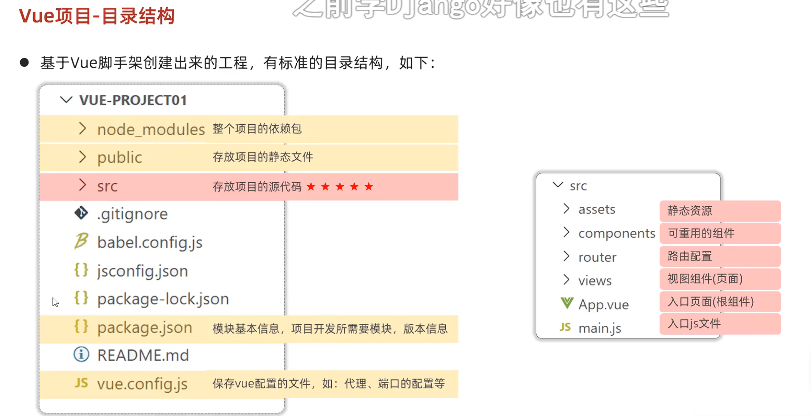 之前学Django好像也有这些
Vue项目-目录结构
● 基于Vue脚手架创建出来的工程，有标准的目录结构，如下：
VUE-PROJECT01
node_modules 整个项目的依赖包
public 存放项目的静态文件
src 存放项目的源代码 ★ ★ ★ ★ ★
.gitignore
babel.config.js
jsconfig.json
package-lock.json
package.json 模块基本信息，项目开发所需要模块，版本信息
README.md
JS vue.config.js 保存vue配置的文件，如：代理、端口的配置等
src
assets 静态资源
components 可重用的组件
router 路由配置
views 视图组件(页面)
App.vue 入口页面(根组件)
JS main.js 入口js文件